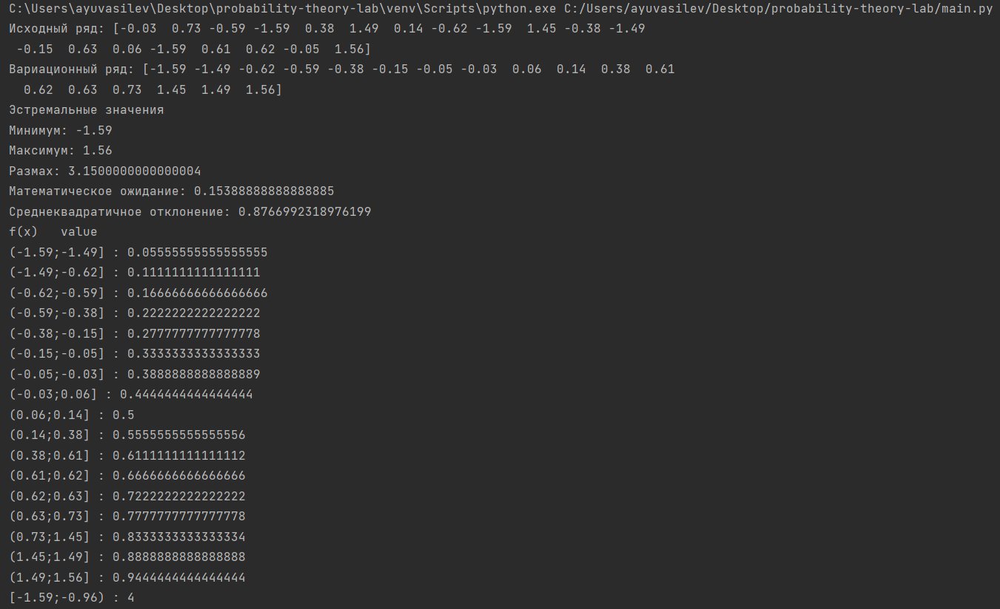 C:\Users\ayuvasilev\Desktop\probability-theory-lab\venv\Scripts\python.exe C:/Users/ayuvasilev/Desktop/probability-theory-lab/main.py
Исходный ряд: [-0.03  0.73 -0.59 -1.59  0.38  1.49  0.14 -0.62 -1.59  1.45 -0.38 -1.49
 -0.15  0.63  0.06 -1.59  0.61  0.62 -0.05  1.56]
Вариационный ряд: [-1.59 -1.49 -0.62 -0.59 -0.38 -0.15 -0.05 -0.03  0.06  0.14  0.38  0.61
  0.62  0.63  0.73  1.45  1.49  1.56]
Эстремальные значения
Минимум: -1.59
Максимум: 1.56
Размах: 3.1500000000000004
Математическое ожидание: 0.15388888888888885
Среднеквадратичное отклонение: 0.8766992318976199
f(x)   value
(-1.59;-1.49] : 0.05555555555555555
(-1.49;-0.62] : 0.1111111111111111
(-0.62;-0.59] : 0.16666666666666666
(-0.59;-0.38] : 0.2222222222222222
(-0.38;-0.15] : 0.2777777777777778
(-0.15;-0.05] : 0.3333333333333333
(-0.05;-0.03] : 0.3888888888888889
(-0.03;0.06] : 0.4444444444444444
(0.06;0.14] : 0.5
(0.14;0.38] : 0.5555555555555556
(0.38;0.61] : 0.6111111111111112
(0.61;0.62] : 0.6666666666666666
(0.62;0.63] : 0.7222222222222222
(0.63;0.73] : 0.7777777777777778
(0.73;1.45] : 0.8333333333333334
(1.45;1.49] : 0.8888888888888888
(1.49;1.56] : 0.9444444444444444
[-1.59;-0.96) : 4